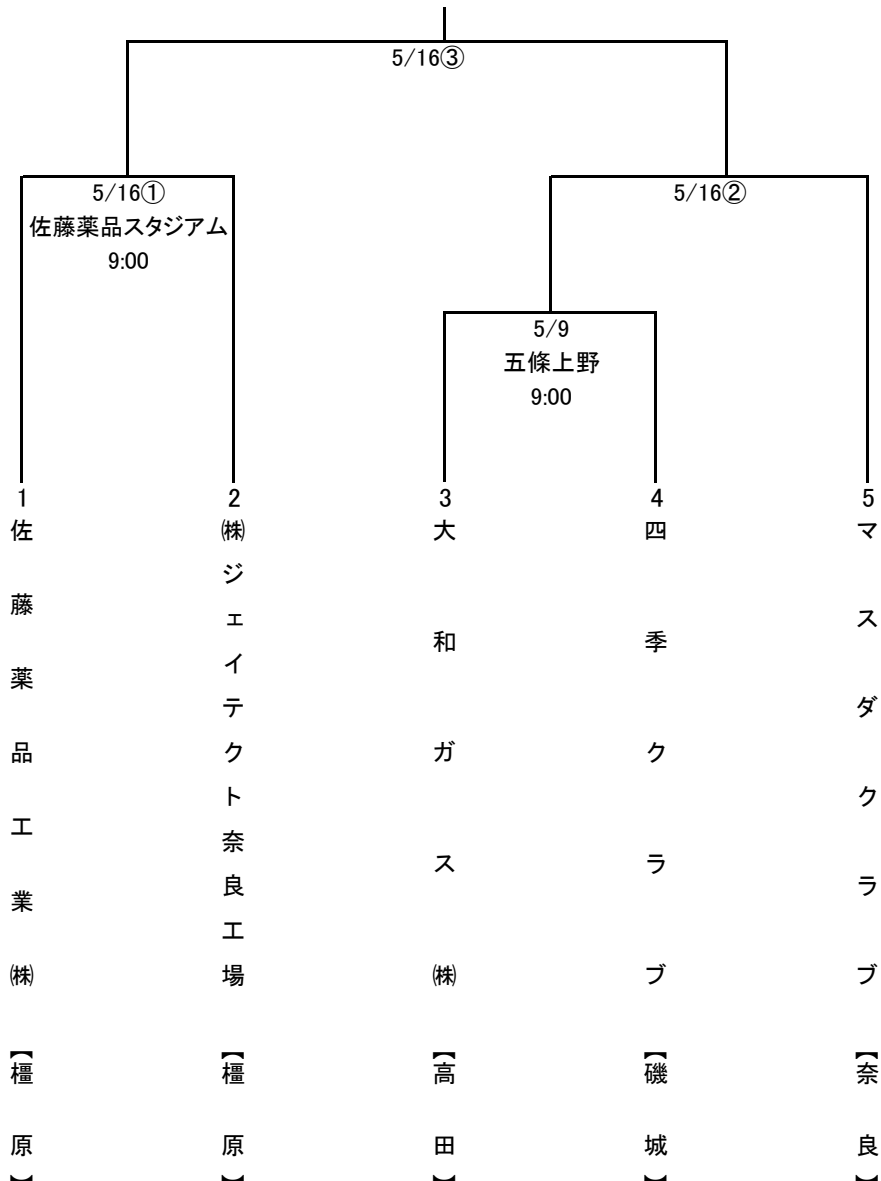 5/16③
5/16①
佐藤薬品スタジアム
9:00
5/16②
5/9
五條上野
9:00
1
佐藤薬品工業㈱【橿原】
2
㈱ジェイテクト奈良工場【橿原】
3
大和ガス㈱【高田】
4
四季クラブ【磯城】
5
マスダクラブ【奈良】